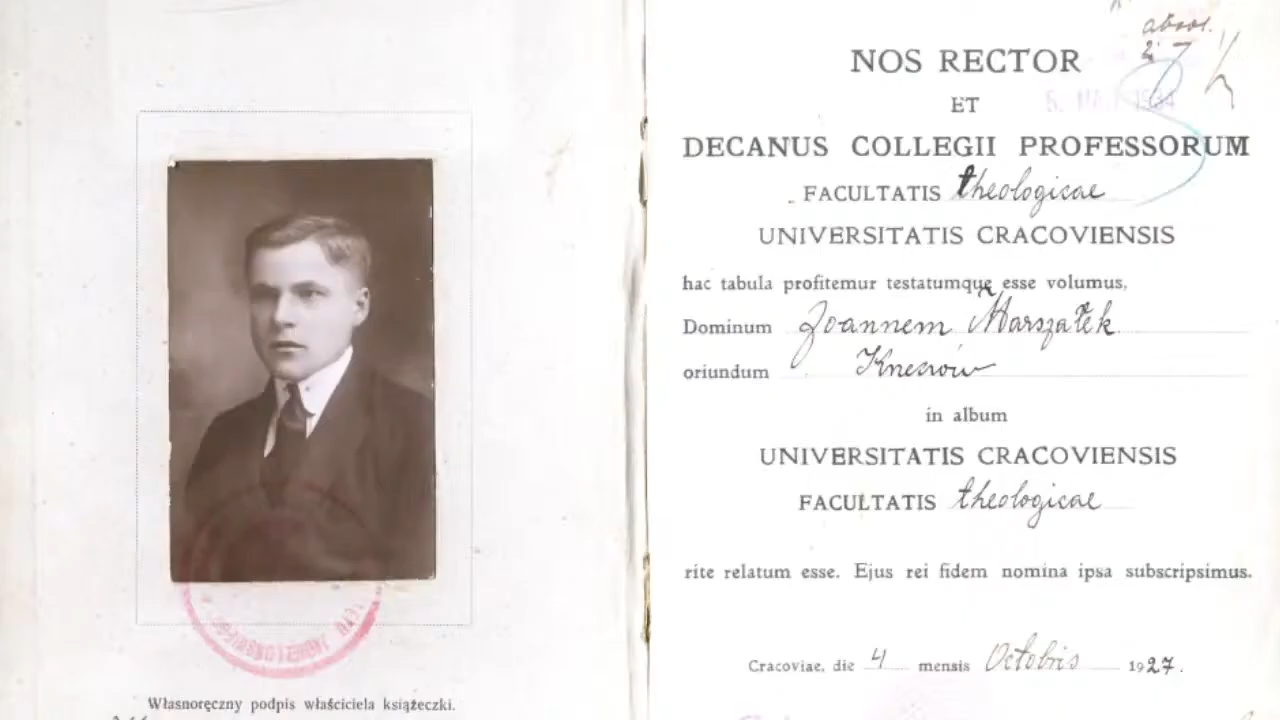 Własnoręczny podpis właściciela książeczki.
NOS RECTOR
ET
DECANUS COLLEGII PROFESSORUM
FACULTATIS theologicae
UNIVERSITATIS CRACOVIENSIS
hac tabula profitemur testatumque esse volumus,
Dominum Joannem Marszałek
oriundum
in album
UNIVERSITATIS CRACOVIENSIS
FACULTATIS theologicae
rite relatum esse. Ejus rei fidem nomina ipsa subscripsimus.
Cracoviae, die 4 mensis Octobris 1927.